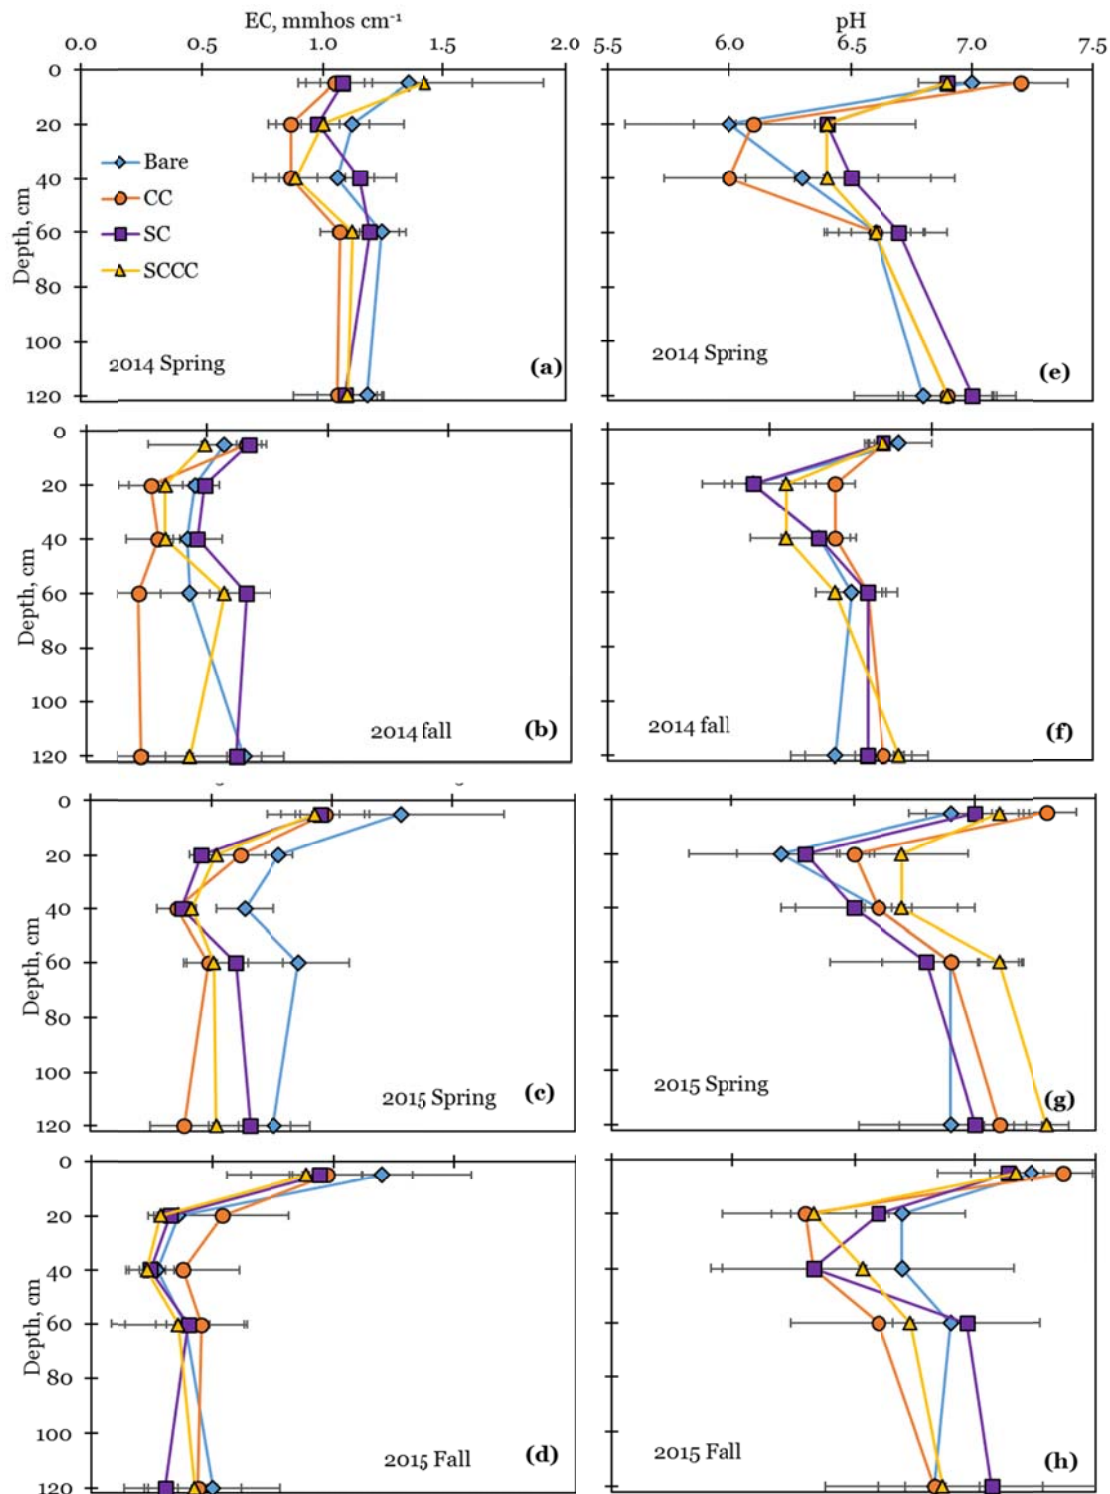 EC, mmhos cm⁻¹
0.0 0.5 1.0 1.5 2.0
0
20
40
60
80
100
120
Depth, cm
Bare
CC
SC
SCCC
2014 Spring
(a)
pH
5.5 6.0 6.5 7.0 7.5
2014 Spring
(e)
0
20
40
60
80
100
120
Depth, cm
2014 fall
(b)
2014 fall
(f)
0
20
40
60
80
100
120
Depth, cm
2015 Spring
(c)
2015 Spring
(g)
0
20
40
60
80
100
120
Depth, cm
2015 Fall
(d)
2015 Fall
(h)